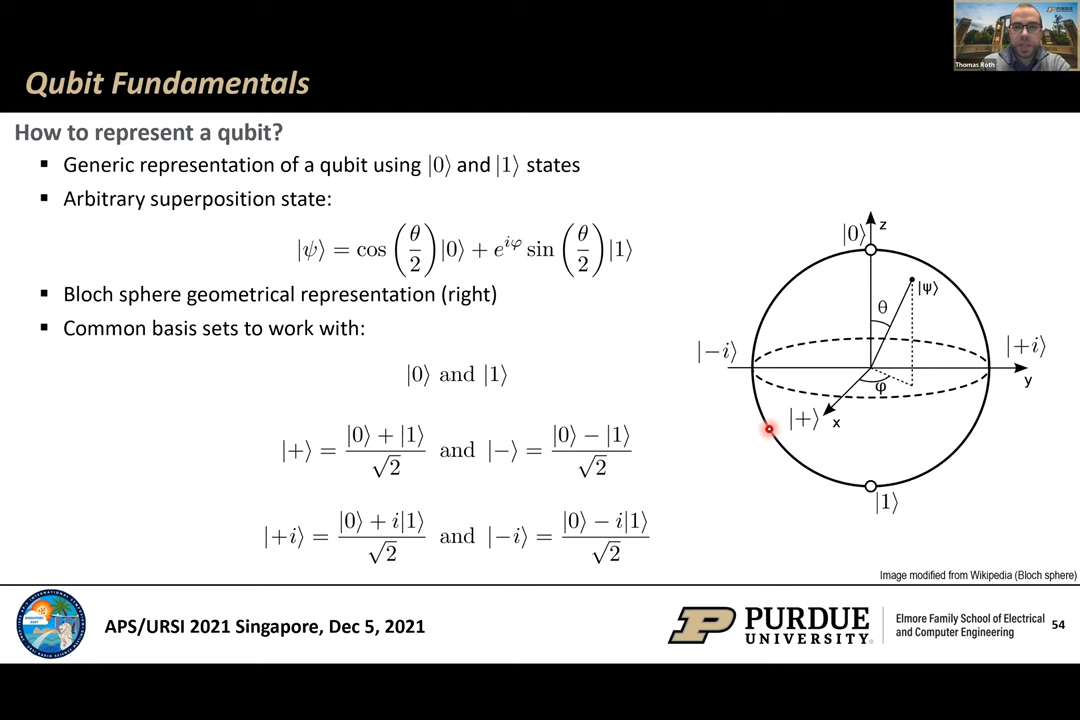 PURDUE
Thomas Roth
Qubit Fundamentals
How to represent a qubit?
▪ Generic representation of a qubit using |0⟩ and |1⟩ states
▪ Arbitrary superposition state:
|ψ⟩ = cos(θ/2)|0⟩ + e^{iφ} sin(θ/2)|1⟩
▪ Bloch sphere geometrical representation (right)
▪ Common basis sets to work with:
|0⟩ and |1⟩
|+⟩ = (|0⟩ + |1⟩)/√2 and |−⟩ = (|0⟩ − |1⟩)/√2
|+i⟩ = (|0⟩ + i|1⟩)/√2 and |−i⟩ = (|0⟩ − i|1⟩)/√2
|0⟩ z
|ψ⟩
θ
|−i⟩
|+i⟩
y
φ
|+⟩ x
|1⟩
Image modified from Wikipedia (Bloch sphere)
APS/URSI 2021 Singapore, Dec 5, 2021
P PURDUE
UNIVERSITY®
Elmore Family School of Electrical
and Computer Engineering
54